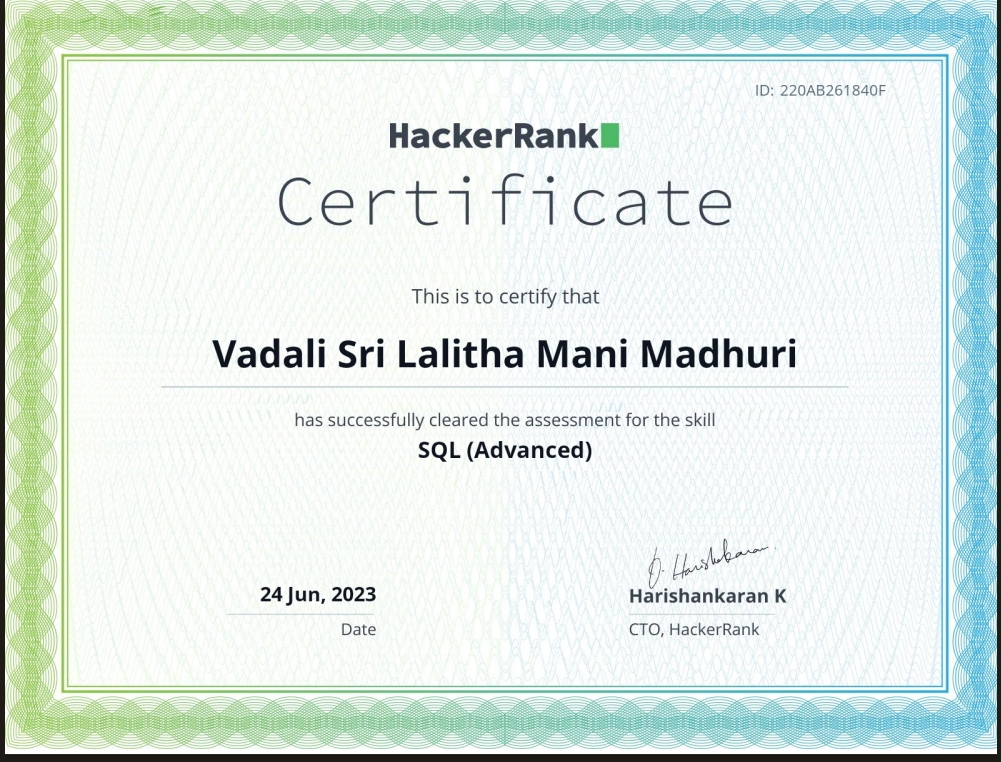 ID: 220AB261840F
HackerRank
Certificate
This is to certify that
Vadali Sri Lalitha Mani Madhuri
has successfully cleared the assessment for the skill
SQL (Advanced)
24 Jun, 2023
Date
Harishankaran K
CTO, HackerRank